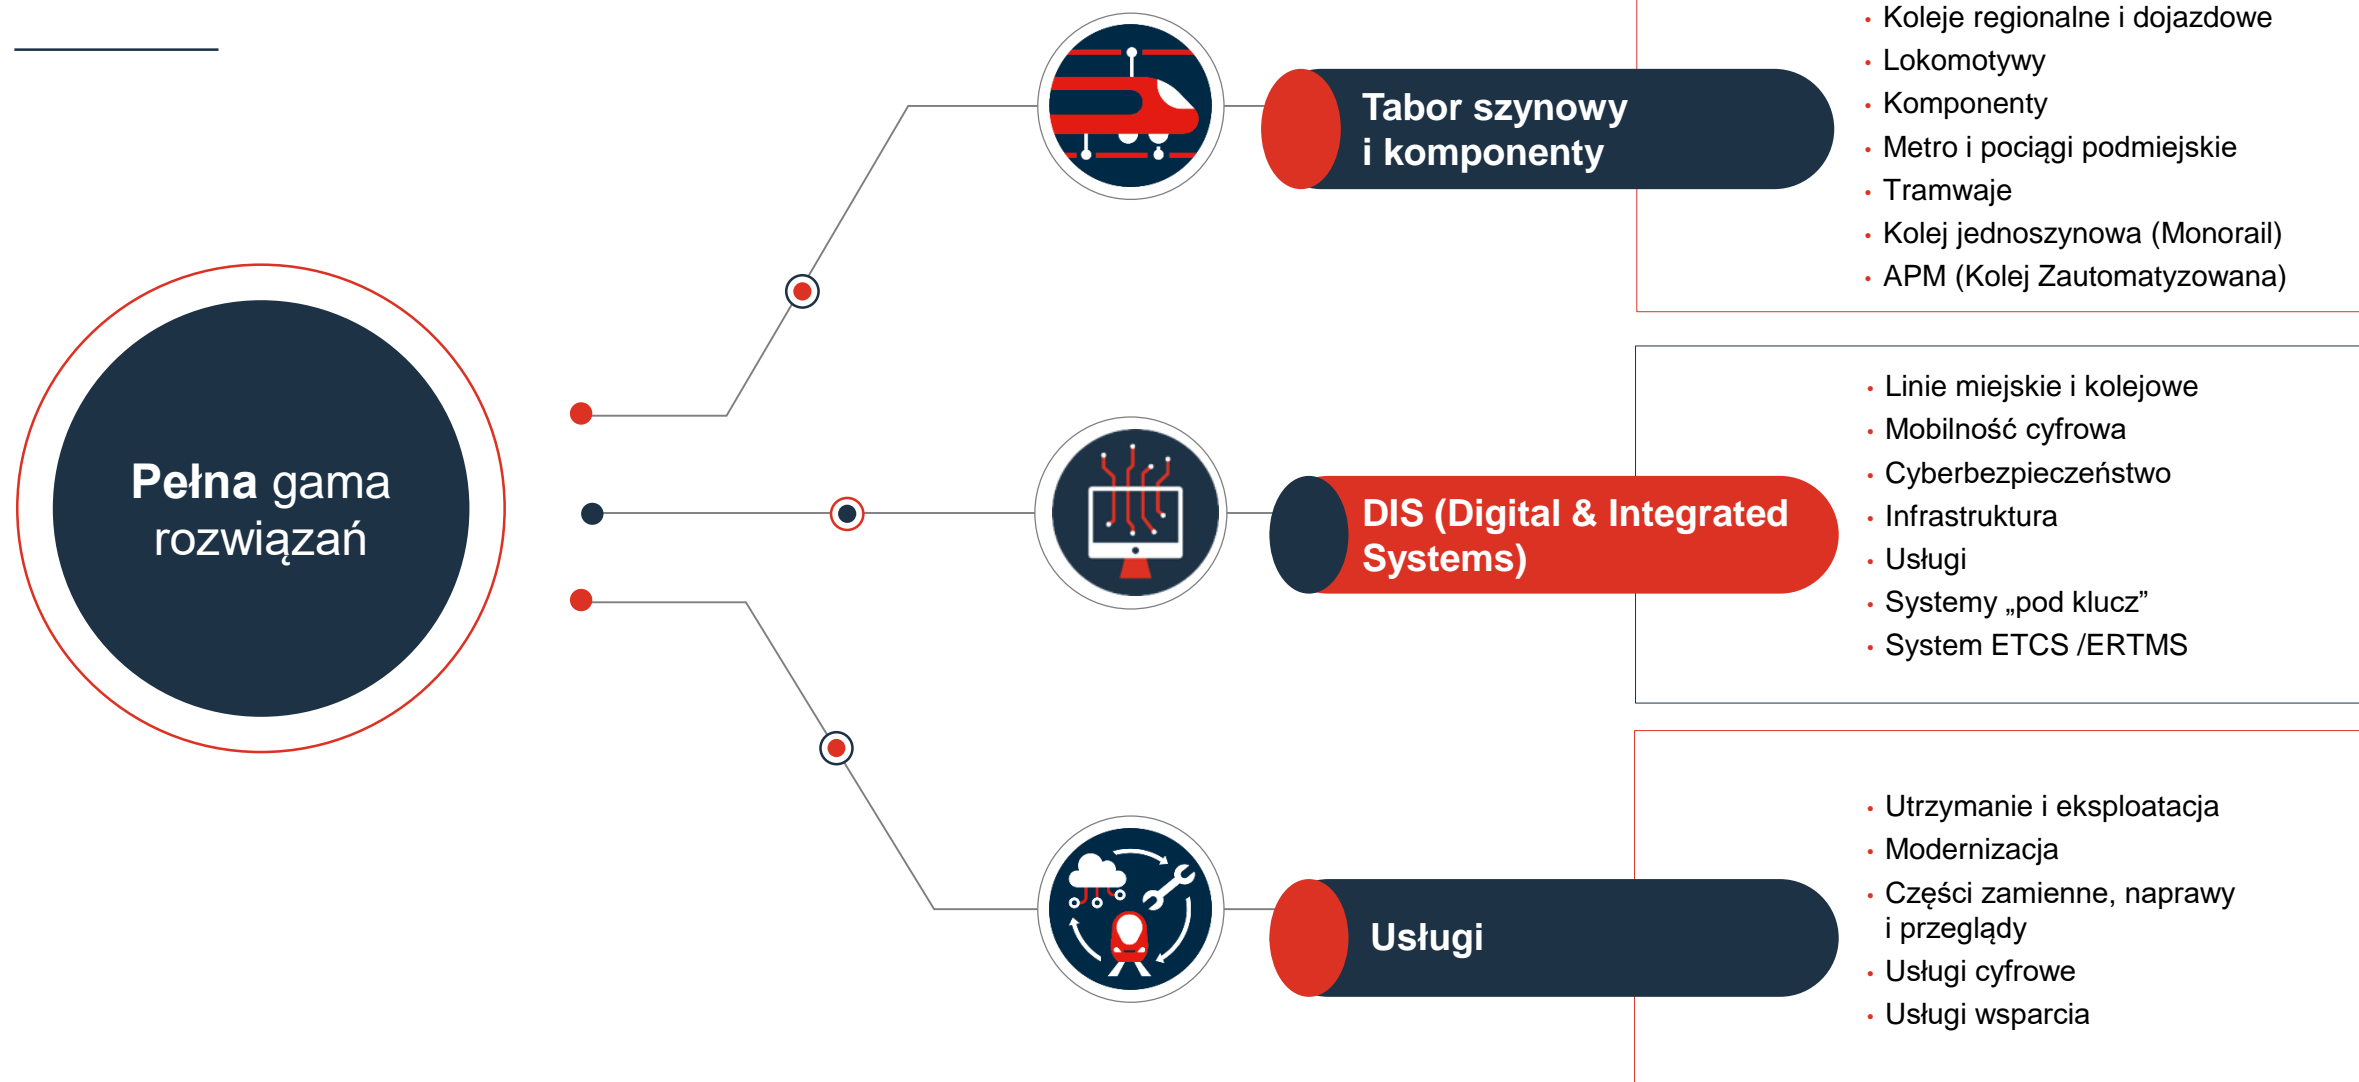 Pełna gama
rozwiązań
Tabor szynowy
i komponenty
• Koleje regionalne i dojazdowe
• Lokomotywy
• Komponenty
• Metro i pociągi podmiejskie
• Tramwaje
• Kolej jednoszynowa (Monorail)
• APM (Kolej Zautomatyzowana)
DIS (Digital & Integrated
Systems)
• Linie miejskie i kolejowe
• Mobilność cyfrowa
• Cyberbezpieczeństwo
• Infrastruktura
• Usługi
• Systemy „pod klucz”
• System ETCS /ERTMS
Usługi
• Utrzymanie i eksploatacja
• Modernizacja
• Części zamienne, naprawy
i przeglądy
• Usługi cyfrowe
• Usługi wsparcia